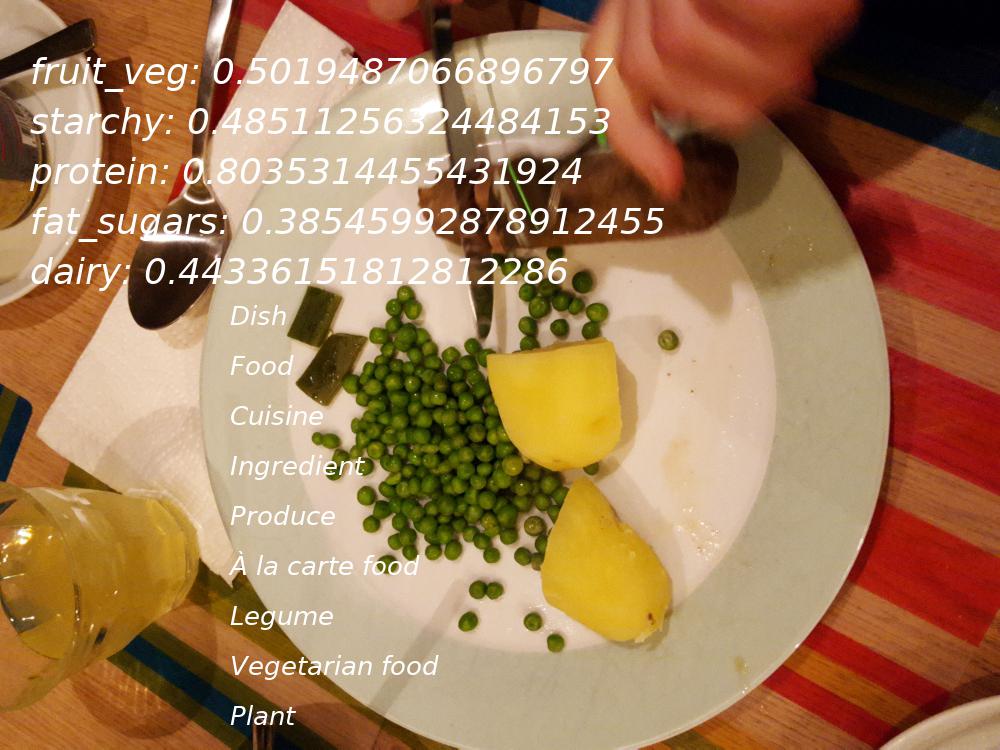 fruit_veg: 0.5019487066896797
starchy: 0.48511256324484153
protein: 0.8035314455431924
fat_sugars: 0.38545992878912455
dairy: 0.44336151812812286
Dish
Food
Cuisine
Ingredient
Produce
À la carte food
Legume
Vegetarian food
Plant